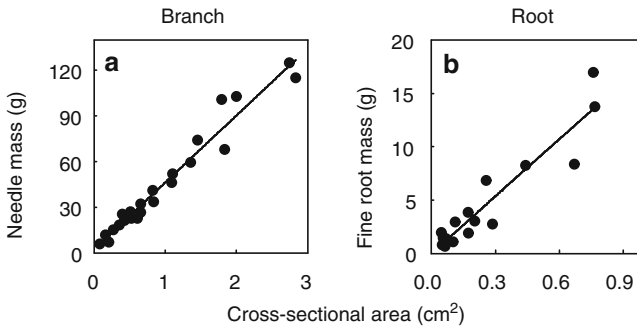 Branch
Root
a
b
Needle mass (g)
120
90
60
30
0
0
1
2
3
Fine root mass (g)
20
15
10
5
0
0.0
0.3
0.6
0.9
Cross-sectional area (cm²)